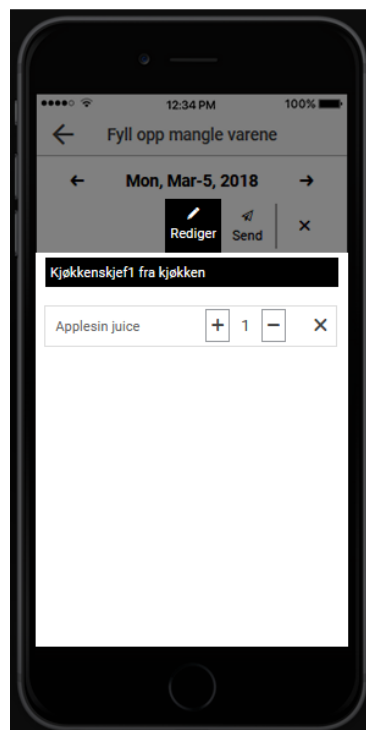 12:34 PM 100%
Fyll opp mangle varene
Mon, Mar-5, 2018
Rediger Send
Kjøkkenskjef1 fra kjøkken
Applesin juice + 1 −